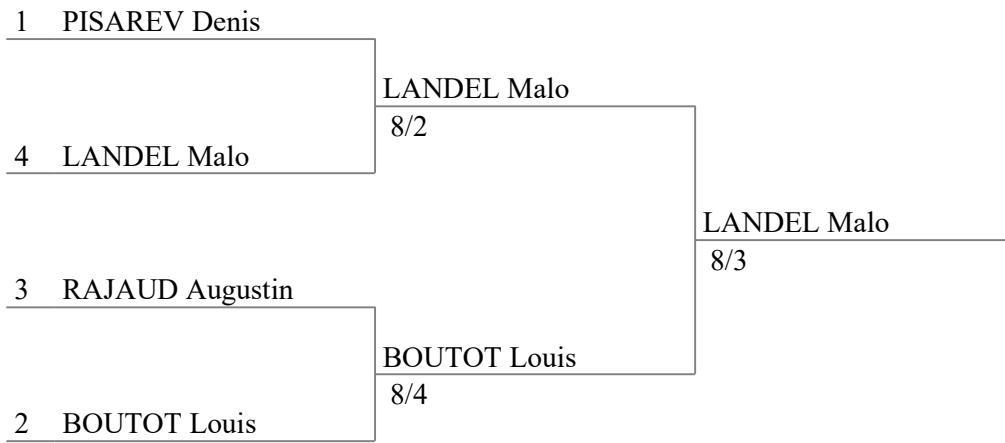 1 PISAREV Denis
LANDEL Malo
8/2
4 LANDEL Malo
LANDEL Malo
8/3
3 RAJAUD Augustin
BOUTOT Louis
8/4
2 BOUTOT Louis